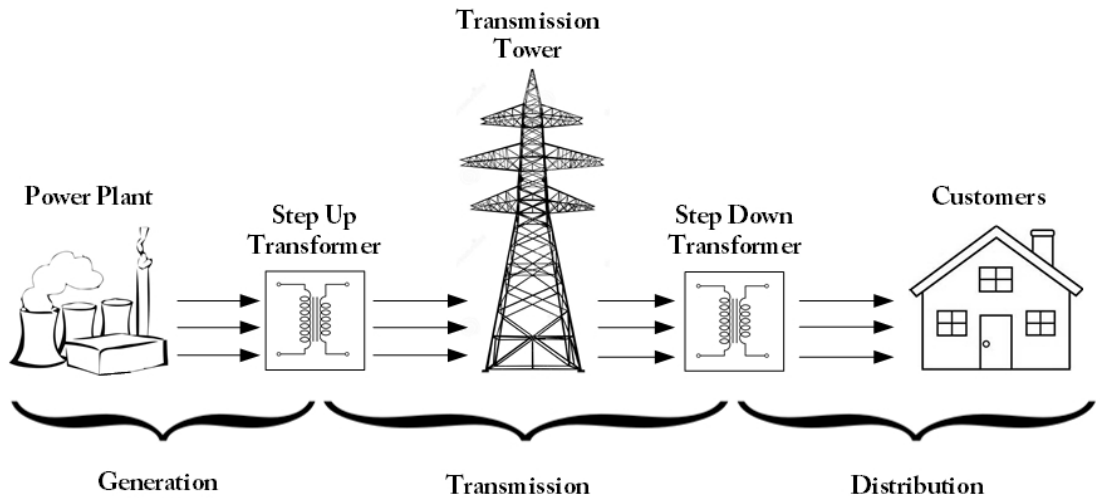 Transmission
Tower
Power Plant
Step Up
Transformer
Step Down
Transformer
Customers
Generation
Transmission
Distribution